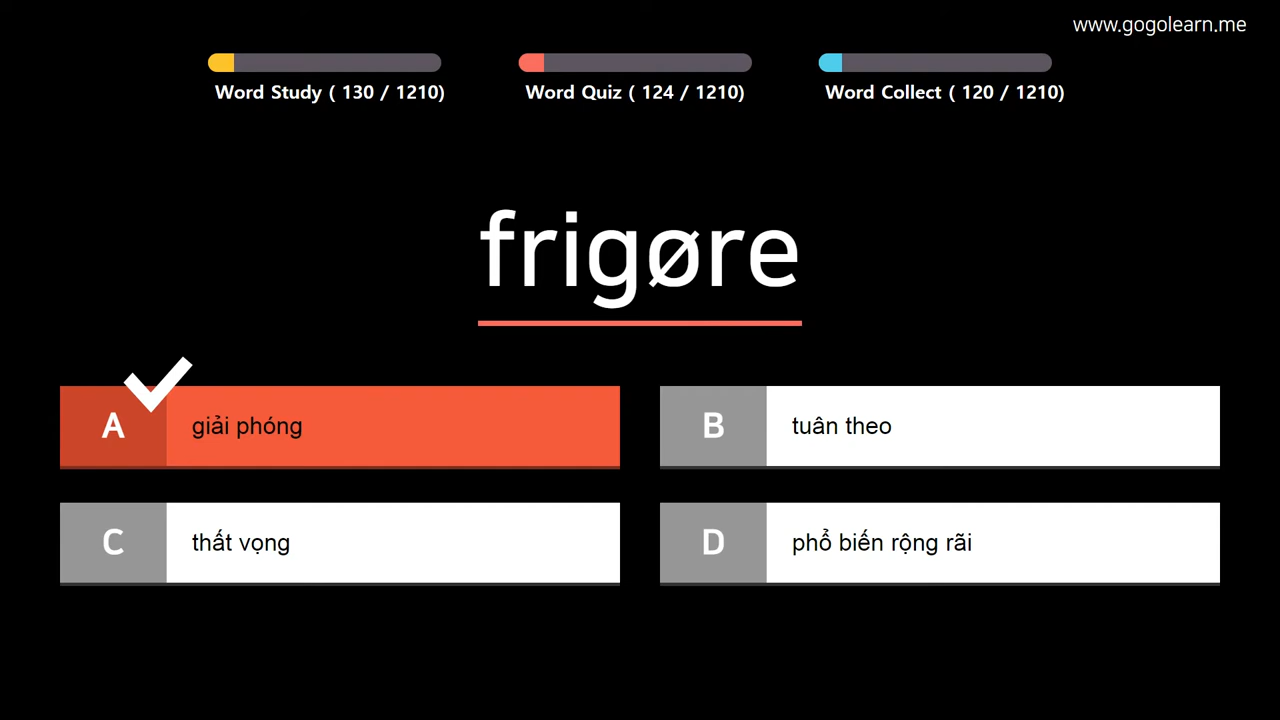 www.gogolearn.me
Word Study ( 130 / 1210)
Word Quiz ( 124 / 1210)
Word Collect ( 120 / 1210)
frigøre
A giải phóng
B tuân theo
C thất vọng
D phổ biến rộng rãi